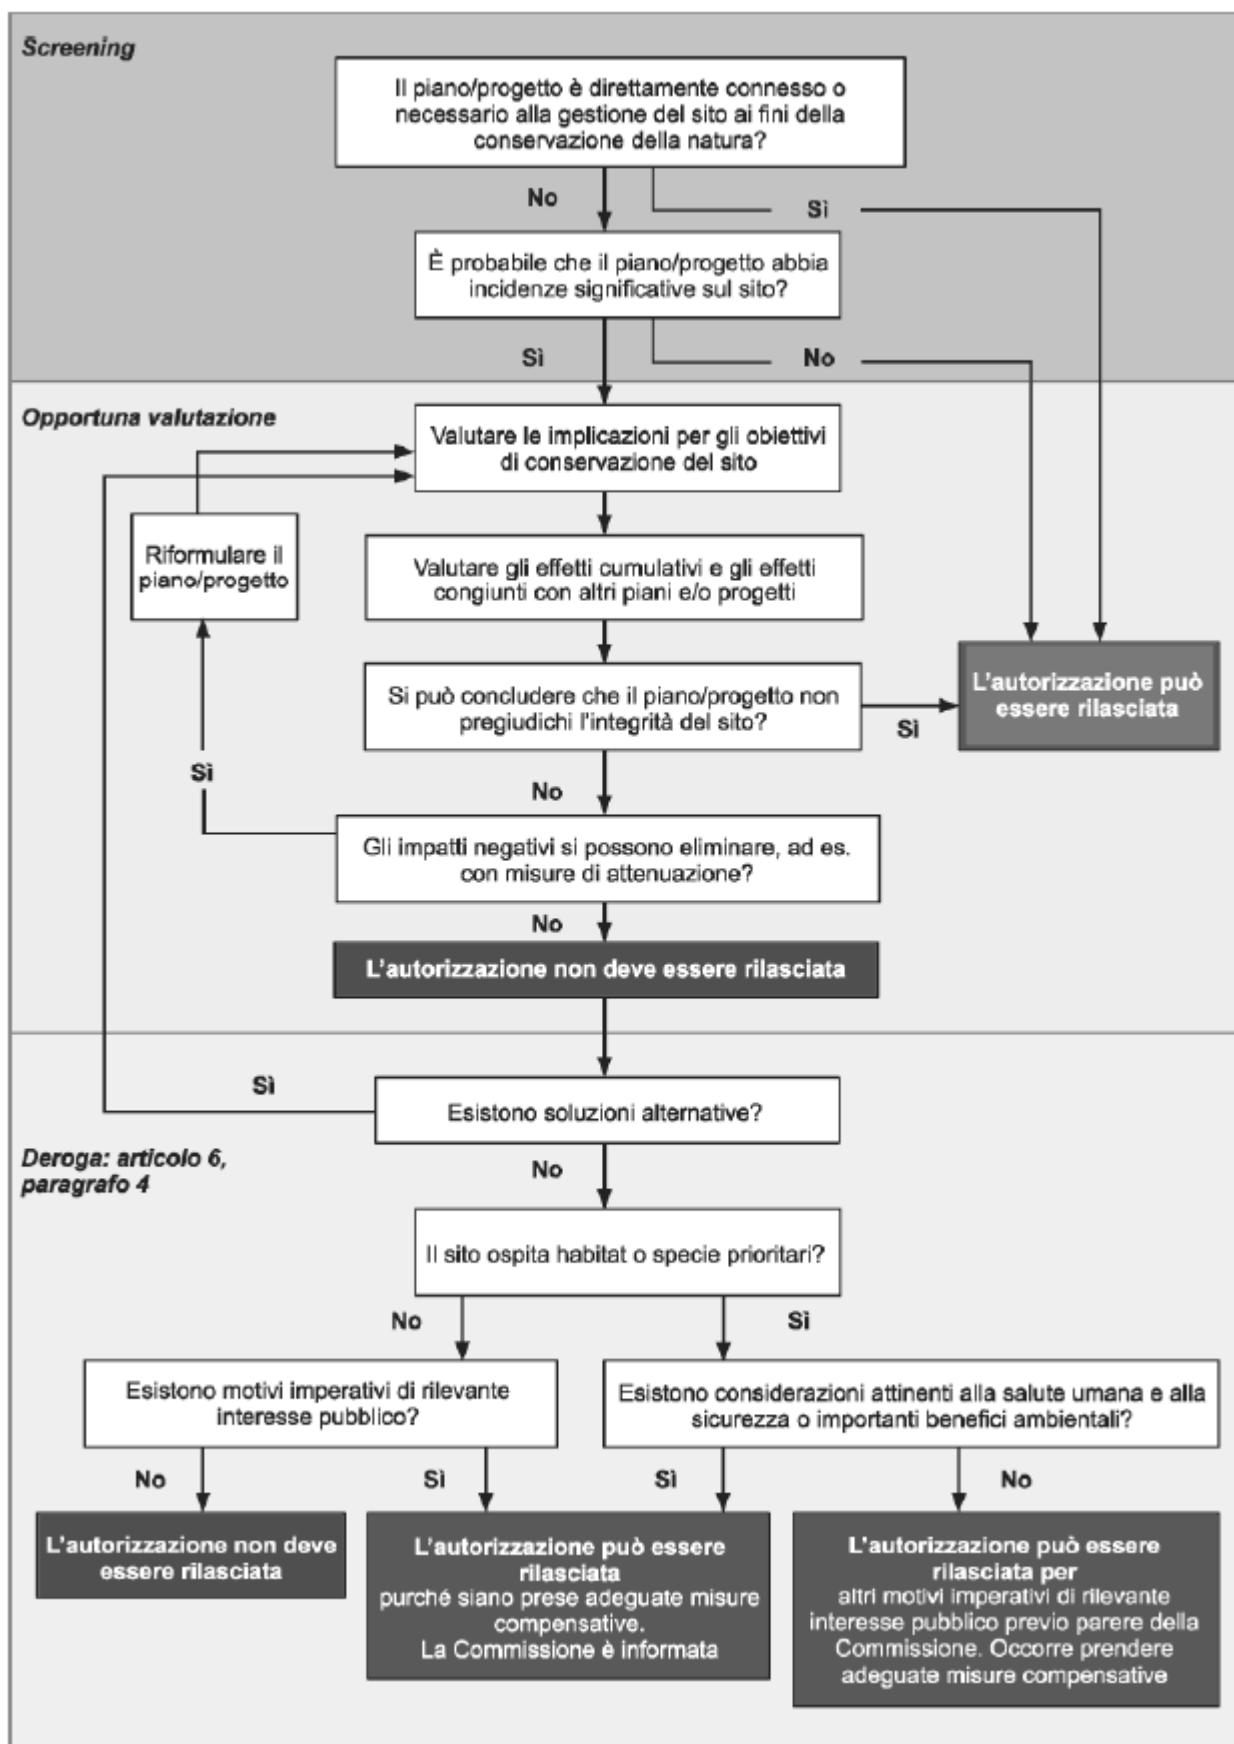 Screening
Il piano/progetto è direttamente connesso o
necessario alla gestione del sito ai fini della
conservazione della natura?
No
Sì
È probabile che il piano/progetto abbia
incidenze significative sul sito?
Sì
No
Opportuna valutazione
Valutare le implicazioni per gli obiettivi
di conservazione del sito
Riformulare il
piano/progetto
Valutare gli effetti cumulativi e gli effetti
congiunti con altri piani e/o progetti
Si può concludere che il piano/progetto non
pregiudichi l'integrità del sito?
Sì
L'autorizzazione può
essere rilasciata
Sì
No
Gli impatti negativi si possono eliminare, ad es.
con misure di attenuazione?
No
L'autorizzazione non deve essere rilasciata
Sì
Esistono soluzioni alternative?
Deroga: articolo 6,
paragrafo 4
No
Il sito ospita habitat o specie prioritari?
No
Sì
Esistono motivi imperativi di rilevante
interesse pubblico?
Esistono considerazioni attinenti alla salute umana e alla
sicurezza o importanti benefici ambientali?
No
Sì
Sì
No
L'autorizzazione non deve
essere rilasciata
L'autorizzazione può essere
rilasciata
purché siano prese adeguate misure
compensative.
La Commissione è informata
L'autorizzazione può essere
rilasciata per
altri motivi imperativi di rilevante
interesse pubblico previo parere della
Commissione. Occorre prendere
adeguate misure compensative